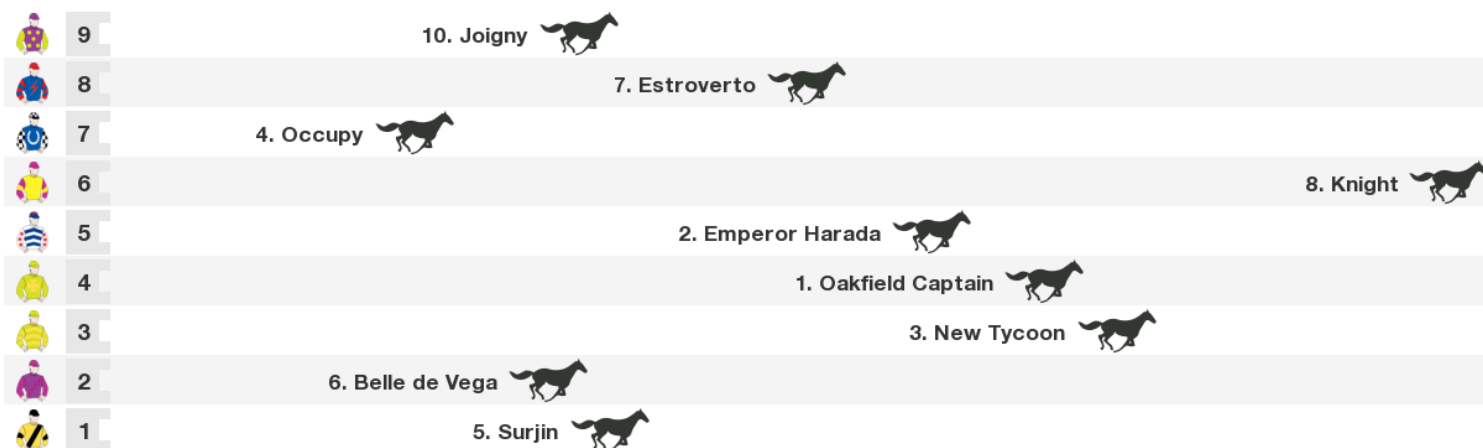 9 10. Joigny
8 7. Estroverto
7 4. Occupy
6 8. Knight
5 2. Emperor Harada
4 1. Oakfield Captain
3 3. New Tycoon
2 6. Belle de Vega
1 5. Surjin